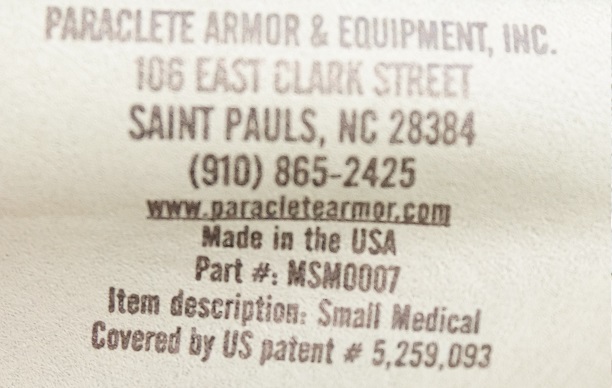 PARACLETE ARMOR & EQUIPMENT, INC.
106 EAST CLARK STREET
SAINT PAULS, NC 28384
(910) 865-2425
www.paracletearmor.com
Made in the USA
Part #: MSM0007
Item description: Small Medical
Covered by US patent # 5,259,093